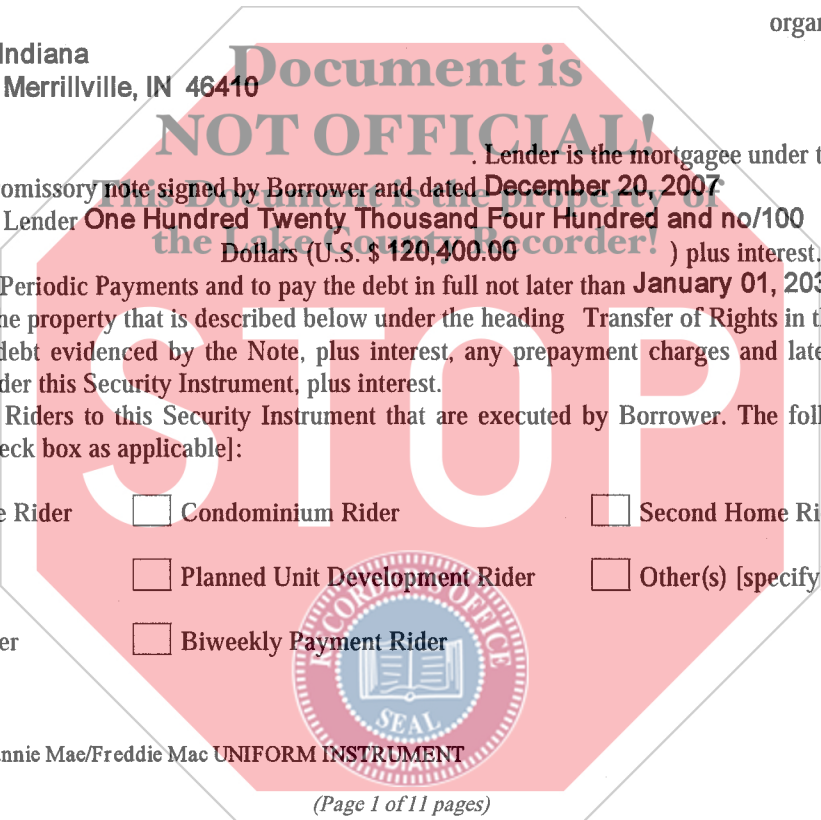 organ
Indiana
Merrillville, IN 46410
Document is
NOT OFFICIAL!
. Lender is the mortgagee under t
This Document is the property of
omissory note signed by Borrower and dated December 20, 2007
Lender One Hundred Twenty Thousand Four Hundred and no/100
the Lake County Recorder!
Dollars (U.S. $ 120,400.00 ) plus interest.
Periodic Payments and to pay the debt in full not later than January 01, 203
he property that is described below under the heading Transfer of Rights in t
debt evidenced by the Note, plus interest, any prepayment charges and late
der this Security Instrument, plus interest.
Riders to this Security Instrument that are executed by Borrower. The foll
eck box as applicable]:
STOP
e Rider Condominium Rider Second Home Ri
Planned Unit Development Rider Other(s) [specify
er Biweekly Payment Rider
RECORDER'S OFFICE
SEAL
INDIANA
nnie Mae/Freddie Mac UNIFORM INSTRUMENT
(Page 1 of 11 pages)